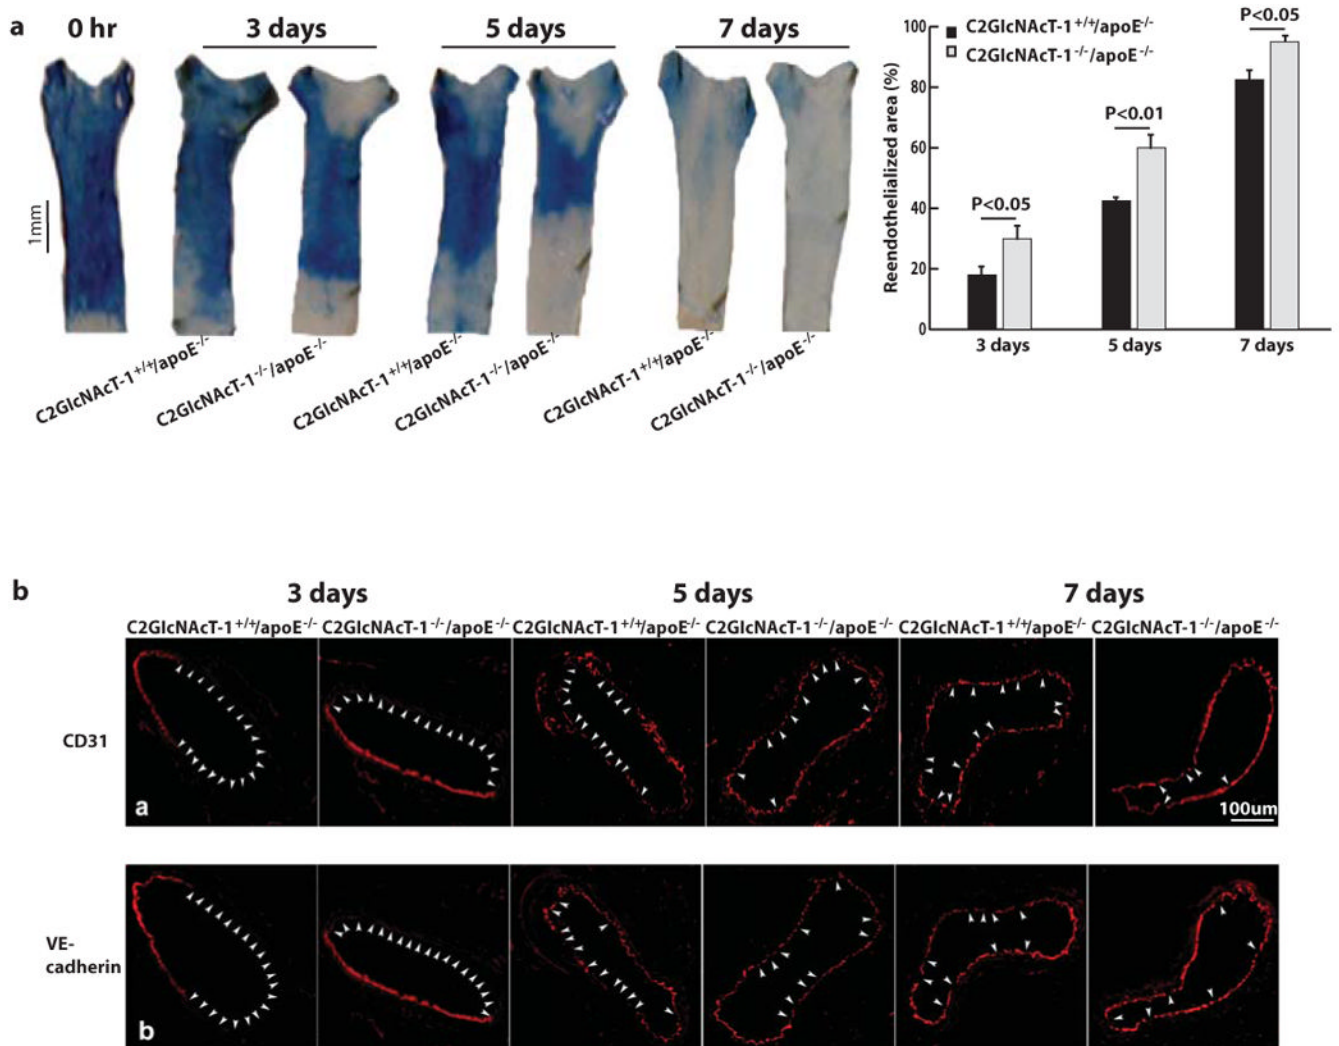 a
0 hr
3 days
5 days
7 days
1mm
C2GlcNAcT-1+/+/apoE-/-
C2GlcNAcT-1-/-/apoE-/-
C2GlcNAcT-1+/+/apoE-/-
C2GlcNAcT-1-/-/apoE-/-
C2GlcNAcT-1+/+/apoE-/-
C2GlcNAcT-1-/-/apoE-/-
C2GlcNAcT-1+/+/apoE-/-
C2GlcNAcT-1-/-/apoE-/-
Reendothelialized area (%)
100
80
60
40
20
0
P<0.05
P<0.01
P<0.05
3 days
5 days
7 days
b
3 days
5 days
7 days
C2GlcNAcT-1+/+/apoE-/-
C2GlcNAcT-1-/-/apoE-/-
C2GlcNAcT-1+/+/apoE-/-
C2GlcNAcT-1-/-/apoE-/-
C2GlcNAcT-1+/+/apoE-/-
C2GlcNAcT-1-/-/apoE-/-
CD31
a
100um
VE-
cadherin
b